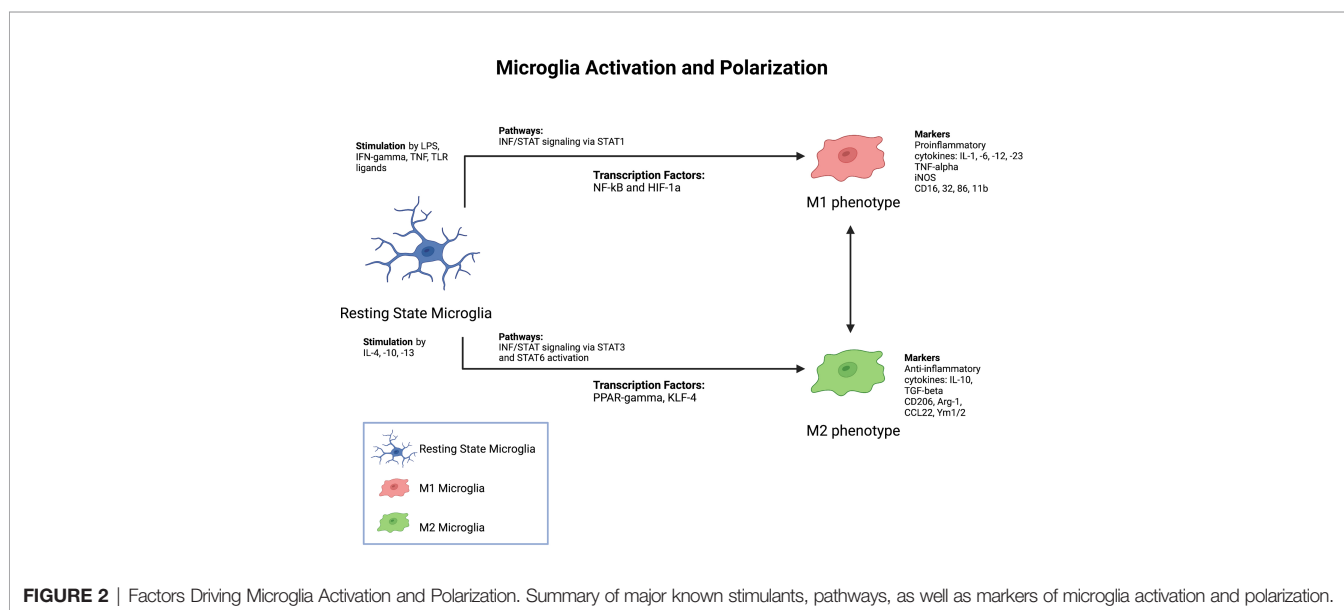 Microglia Activation and Polarization
Stimulation by LPS,
IFN-gamma, TNF, TLR
ligands
Pathways:
INF/STAT signaling via STAT1
Transcription Factors:
NF-kB and HIF-1a
Markers
Proinflammatory
cytokines: IL-1, -6, -12, -23
TNF-alpha
iNOS
CD16, 32, 86, 11b
M1 phenotype
Resting State Microglia
Stimulation by
IL-4, -10, -13
Pathways:
INF/STAT signaling via STAT3
and STAT6 activation
Transcription Factors:
PPAR-gamma, KLF-4
Markers
Anti-inflammatory
cytokines: IL-10,
TGF-beta
CD206, Arg-1,
CCL22, Ym1/2
M2 phenotype
Resting State Microglia
M1 Microglia
M2 Microglia
FIGURE 2 | Factors Driving Microglia Activation and Polarization. Summary of major known stimulants, pathways, as well as markers of microglia activation and polarization.